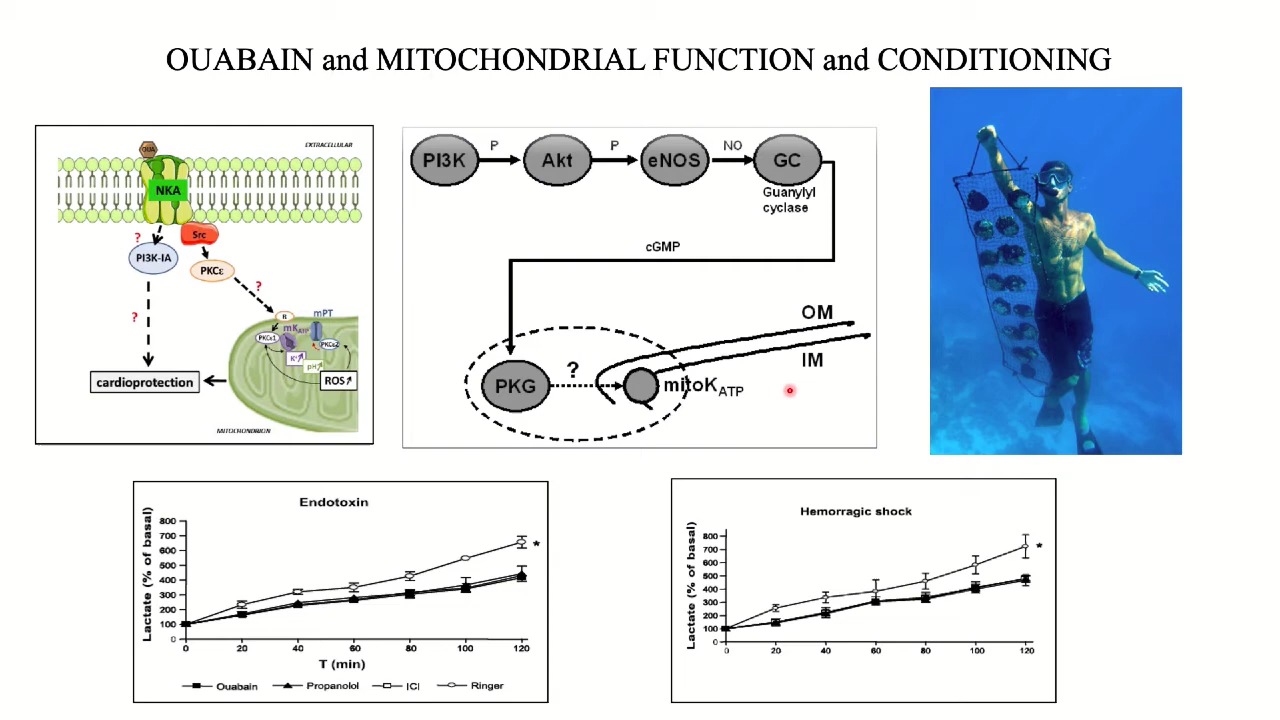 OUABAIN and MITOCHONDRIAL FUNCTION and CONDITIONING
EXTRACELLULAR
OUA
NKA
Src
?
PI3K-IA
PKCε
?
?
R
mPT
mKATP
PKCε1
PKCε2
K+
pH
ROS
cardioprotection
MITOCHONDRION
PI3K
P
Akt
P
eNOS
NO
GC
Guanylyl
cyclase
cGMP
OM
IM
PKG
?
mitoKATP
Endotoxin
Lactate (% of basal)
800
700
600
500
400
300
200
100
0
*
0 20 40 60 80 100 120
T (min)
Ouabain Propanolol ICI Ringer
Hemorragic shock
Lactate (% of basal)
800
700
600
500
400
300
200
100
0
*
0 20 40 60 80 100 120